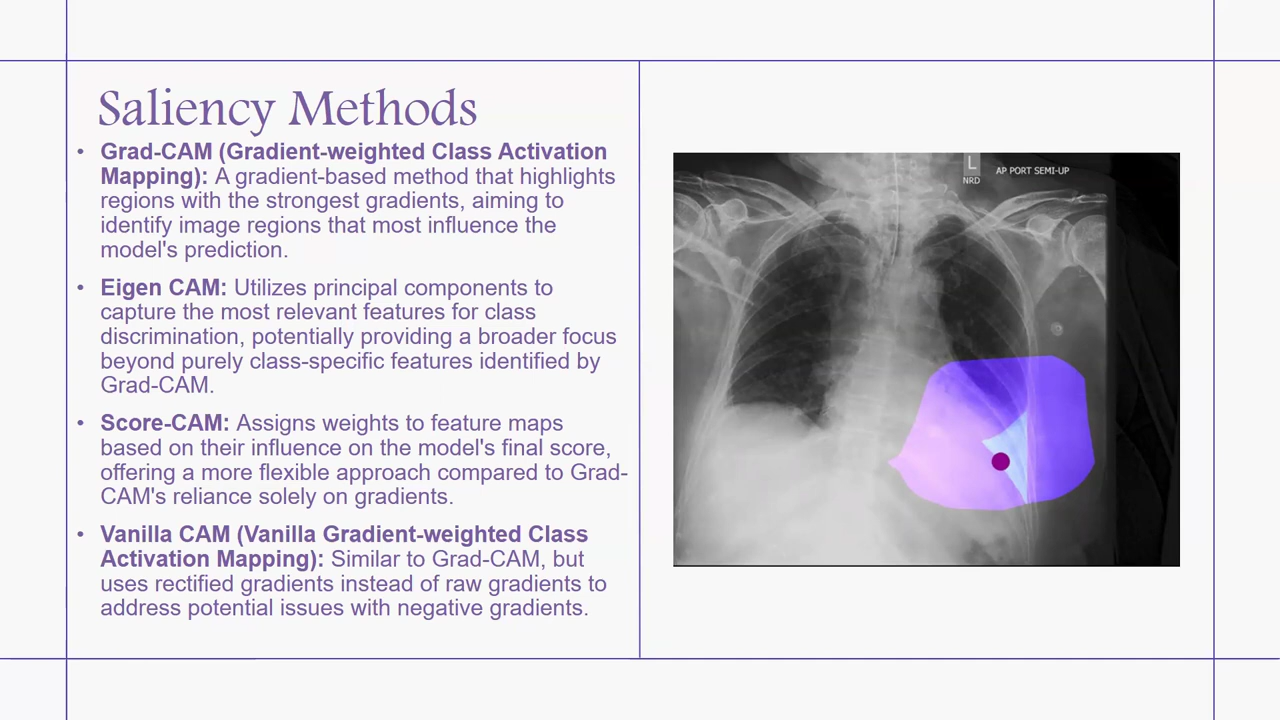 Saliency Methods
• Grad-CAM (Gradient-weighted Class Activation
Mapping): A gradient-based method that highlights
regions with the strongest gradients, aiming to
identify image regions that most influence the
model's prediction.
• Eigen CAM: Utilizes principal components to
capture the most relevant features for class
discrimination, potentially providing a broader focus
beyond purely class-specific features identified by
Grad-CAM.
• Score-CAM: Assigns weights to feature maps
based on their influence on the model's final score,
offering a more flexible approach compared to Grad-
CAM's reliance solely on gradients.
• Vanilla CAM (Vanilla Gradient-weighted Class
Activation Mapping): Similar to Grad-CAM, but
uses rectified gradients instead of raw gradients to
address potential issues with negative gradients.
L
NRD
AP PORT SEMI-UP